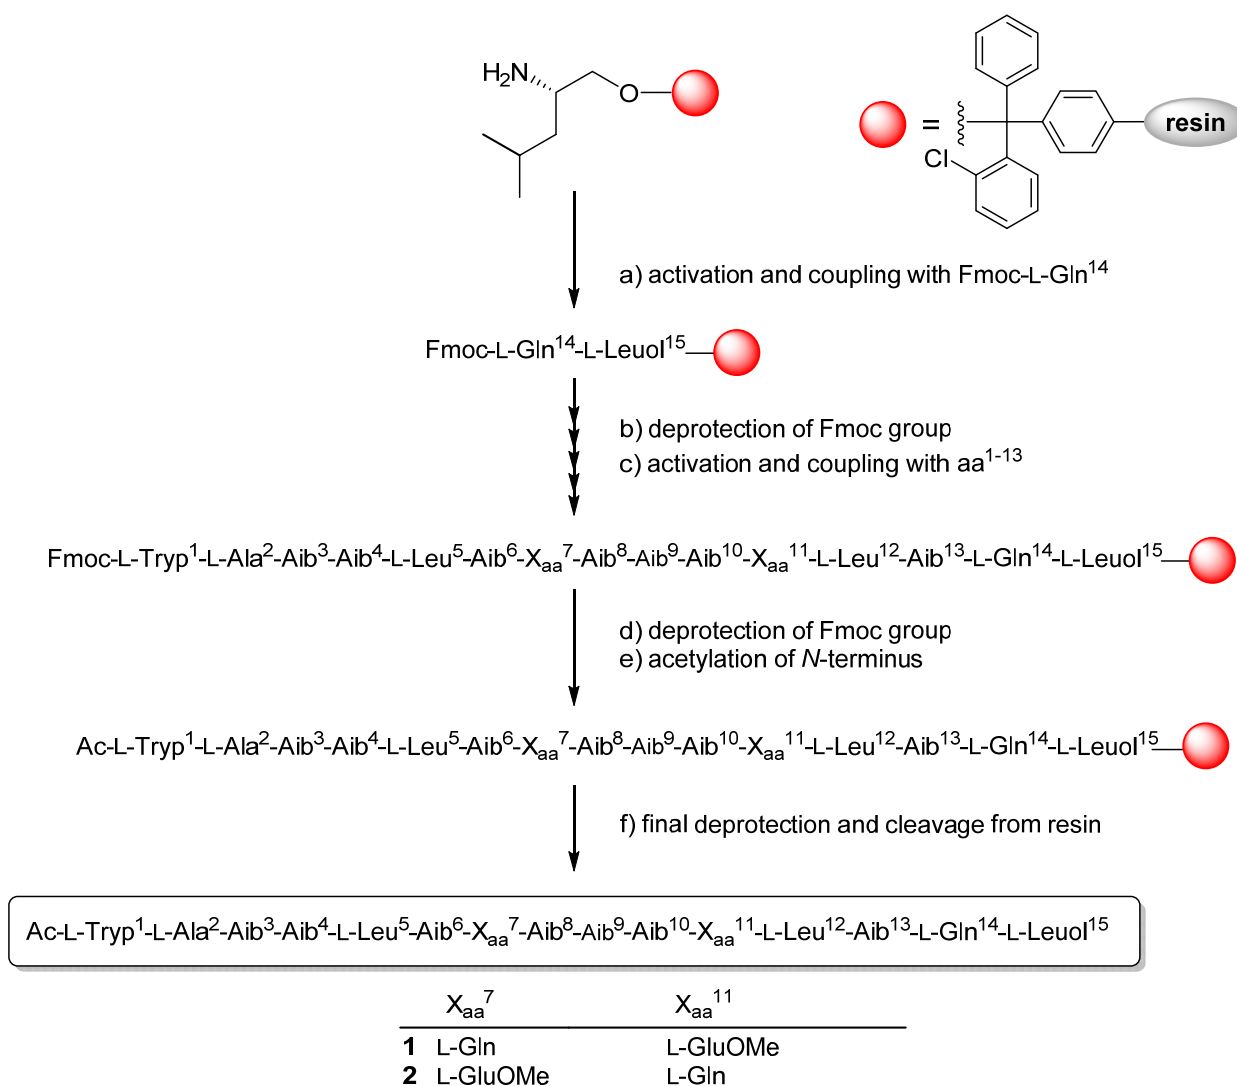 H₂N
O
Cl
=
resin
a) activation and coupling with Fmoc-L-Gln¹⁴
Fmoc-L-Gln¹⁴-L-Leuol¹⁵
b) deprotection of Fmoc group
c) activation and coupling with aa¹⁻¹³
Fmoc-L-Tryp¹-L-Ala²-Aib³-Aib⁴-L-Leu⁵-Aib⁶-Xₐₐ⁷-Aib⁸-Aib⁹-Aib¹⁰-Xₐₐ¹¹-L-Leu¹²-Aib¹³-L-Gln¹⁴-L-Leuol¹⁵
d) deprotection of Fmoc group
e) acetylation of N-terminus
Ac-L-Tryp¹-L-Ala²-Aib³-Aib⁴-L-Leu⁵-Aib⁶-Xₐₐ⁷-Aib⁸-Aib⁹-Aib¹⁰-Xₐₐ¹¹-L-Leu¹²-Aib¹³-L-Gln¹⁴-L-Leuol¹⁵
f) final deprotection and cleavage from resin
Ac-L-Tryp¹-L-Ala²-Aib³-Aib⁴-L-Leu⁵-Aib⁶-Xₐₐ⁷-Aib⁸-Aib⁹-Aib¹⁰-Xₐₐ¹¹-L-Leu¹²-Aib¹³-L-Gln¹⁴-L-Leuol¹⁵
Xₐₐ⁷ Xₐₐ¹¹
1 L-Gln L-GluOMe
2 L-GluOMe L-Gln